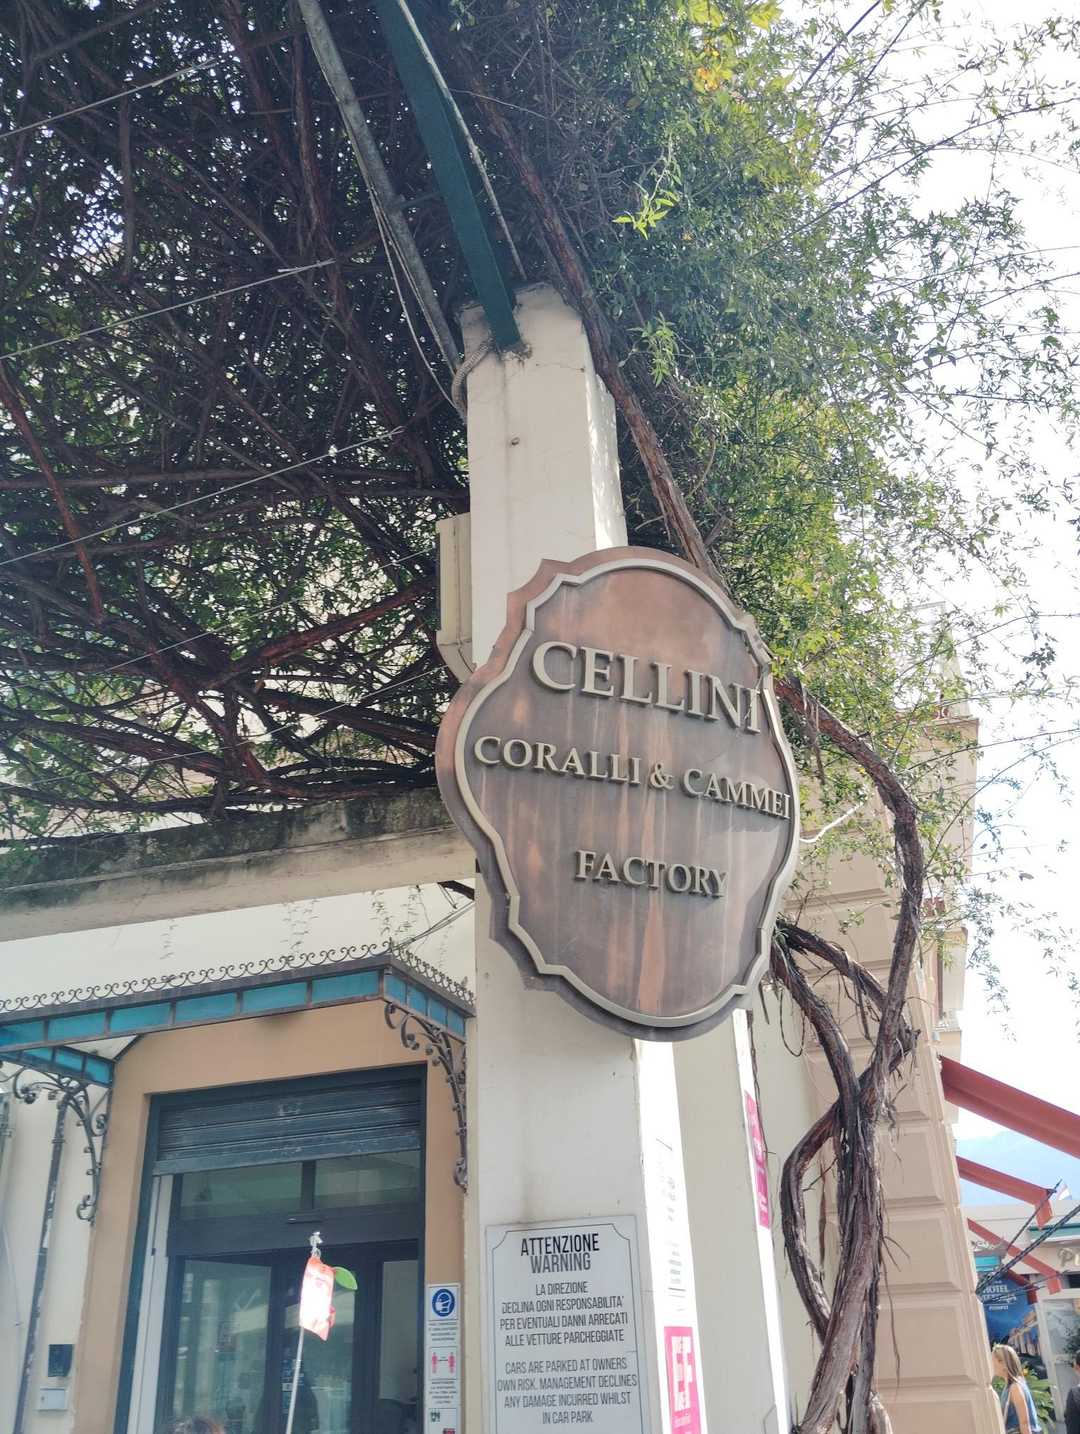 CELLINI
CORALLI & CAMMEI
FACTORY
ATTENZIONE
WARNING
LA DIREZIONE
DECLINA OGNI RESPONSABILITA'
PER EVENTUALI DANNI ARRECATI
ALLE VETTURE PARCHEGGIATE
CARS ARE PARKED AT OWNERS
OWN RISK. MANAGEMENT DECLINES
ANY DAMAGE INCURRED WHILST
IN CAR PARK.
HOTEL